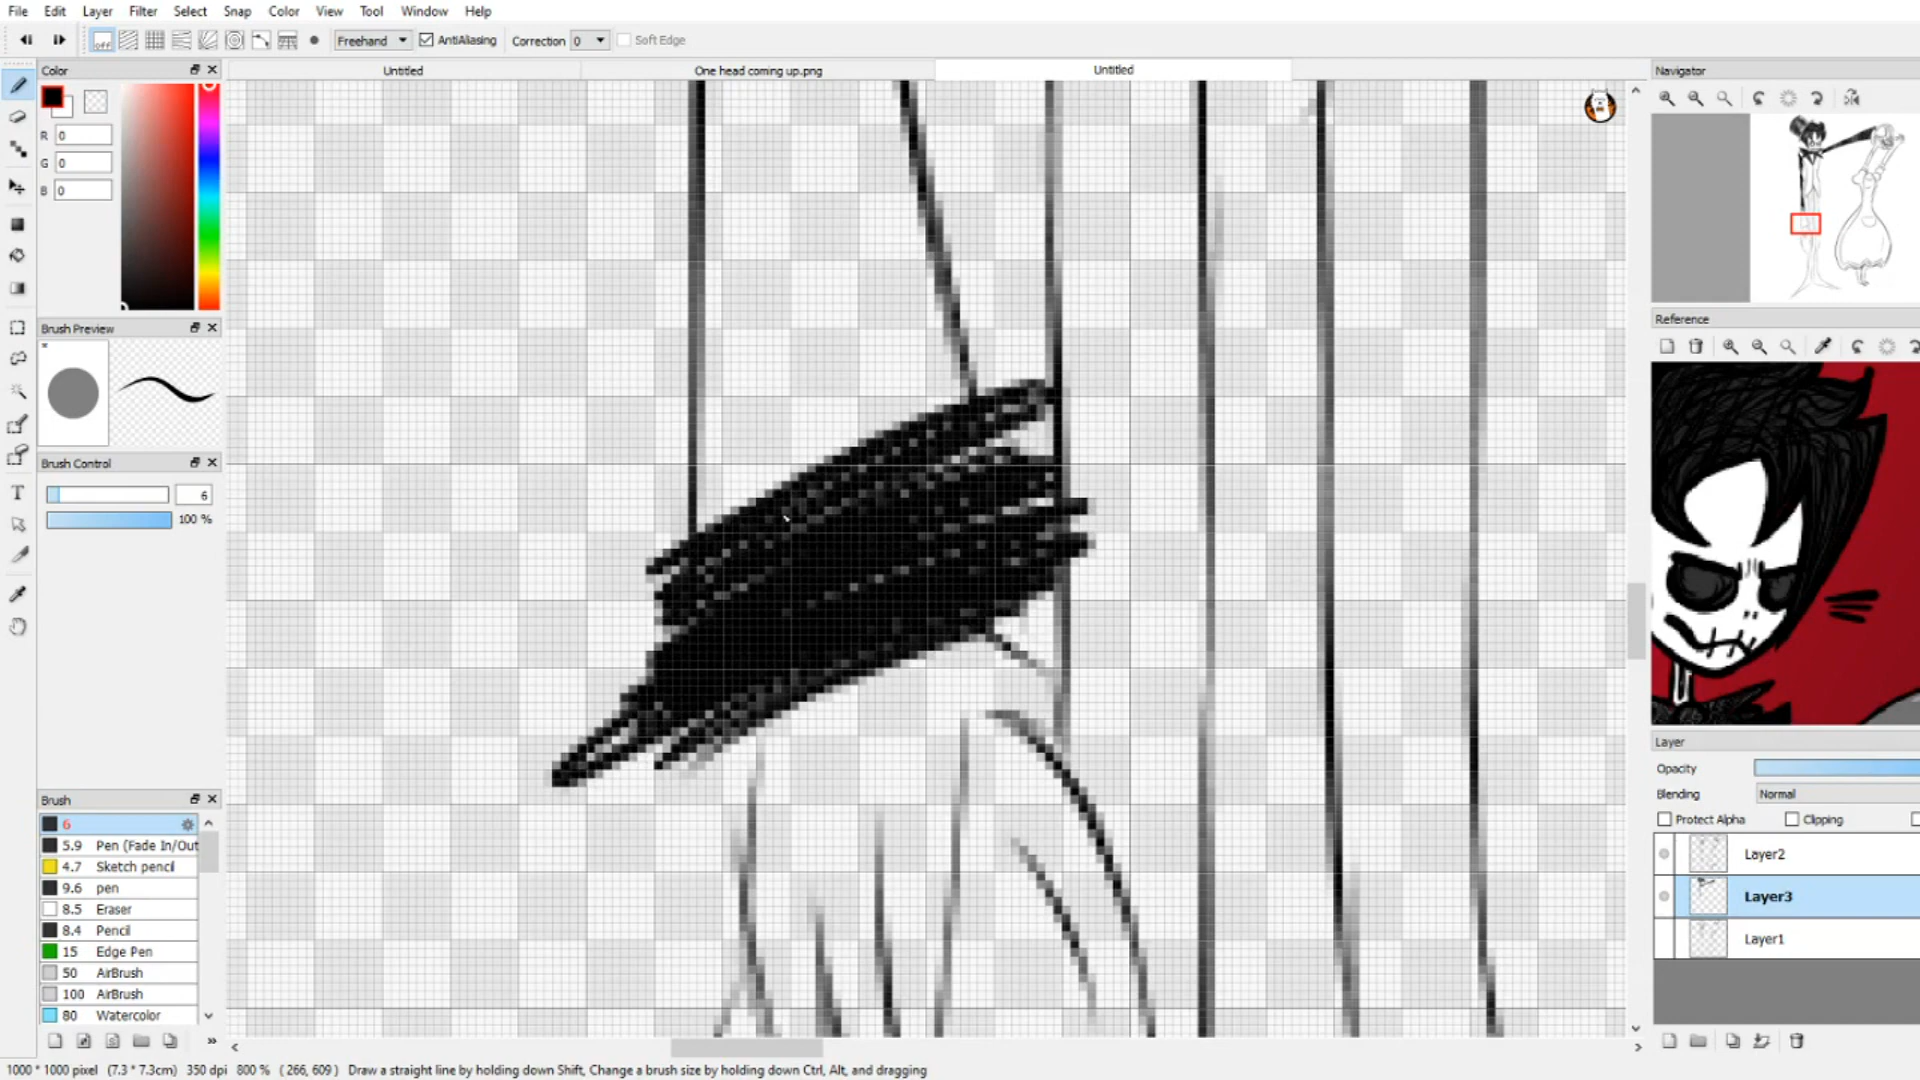 File Edit Layer Filter Select Snap Color View Tool Window Help
off Freehand AntiAliasing Correction 0 Soft Edge
Color
R 0
G 0
B 0
Brush Preview
Brush Control
6
100 %
Brush
6
5.9 Pen (Fade In/Out
4.7 Sketch pencil
9.6 pen
8.5 Eraser
8.4 Pencil
15 Edge Pen
50 AirBrush
100 AirBrush
80 Watercolor
Untitled One head coming up.png Untitled
Navigator
Reference
Layer
Opacity
Blending Normal
Protect Alpha Clipping
Layer2
Layer3
Layer1
1000 * 1000 pixel (7.3 * 7.3cm) 350 dpi 800 % ( 266, 609 ) Draw a straight line by holding down Shift, Change a brush size by holding down Ctrl, Alt, and dragging